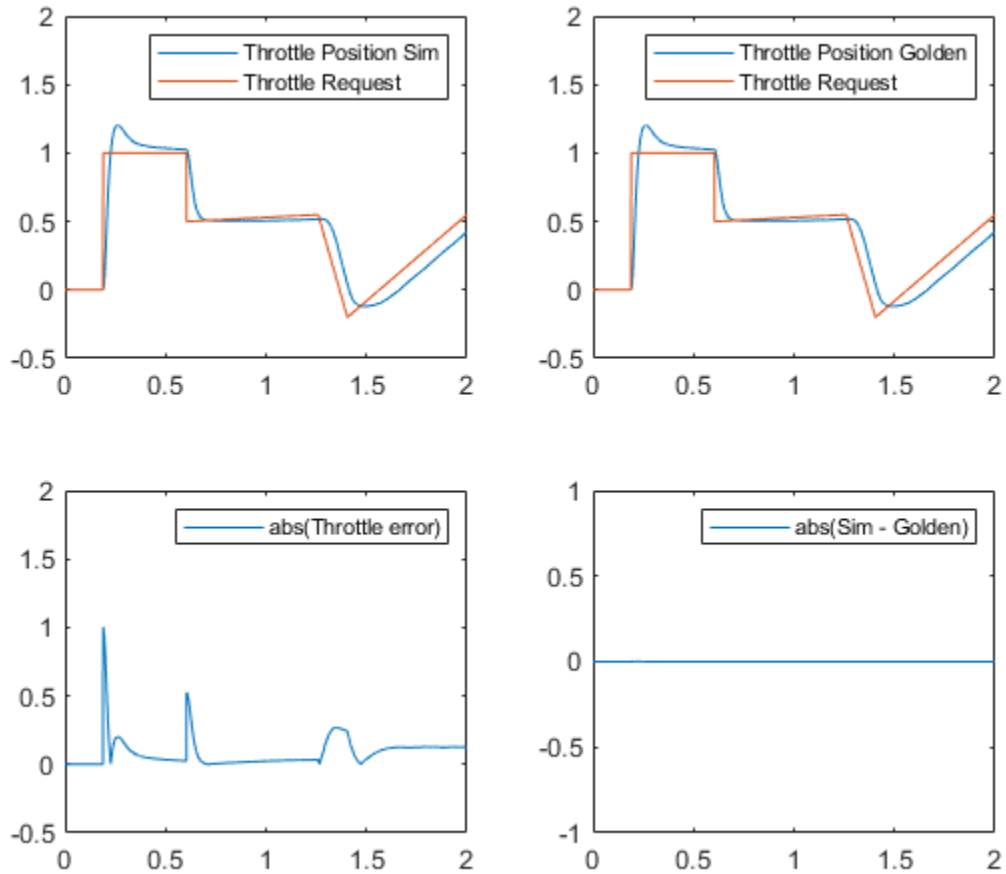 2
1.5
1
0.5
0
-0.5
0 0.5 1 1.5 2
Throttle Position Sim
Throttle Request
2
1.5
1
0.5
0
-0.5
0 0.5 1 1.5 2
Throttle Position Golden
Throttle Request
2
1.5
1
0.5
0
-0.5
0 0.5 1 1.5 2
abs(Throttle error)
1
0.5
0
-0.5
-1
0 0.5 1 1.5 2
abs(Sim - Golden)